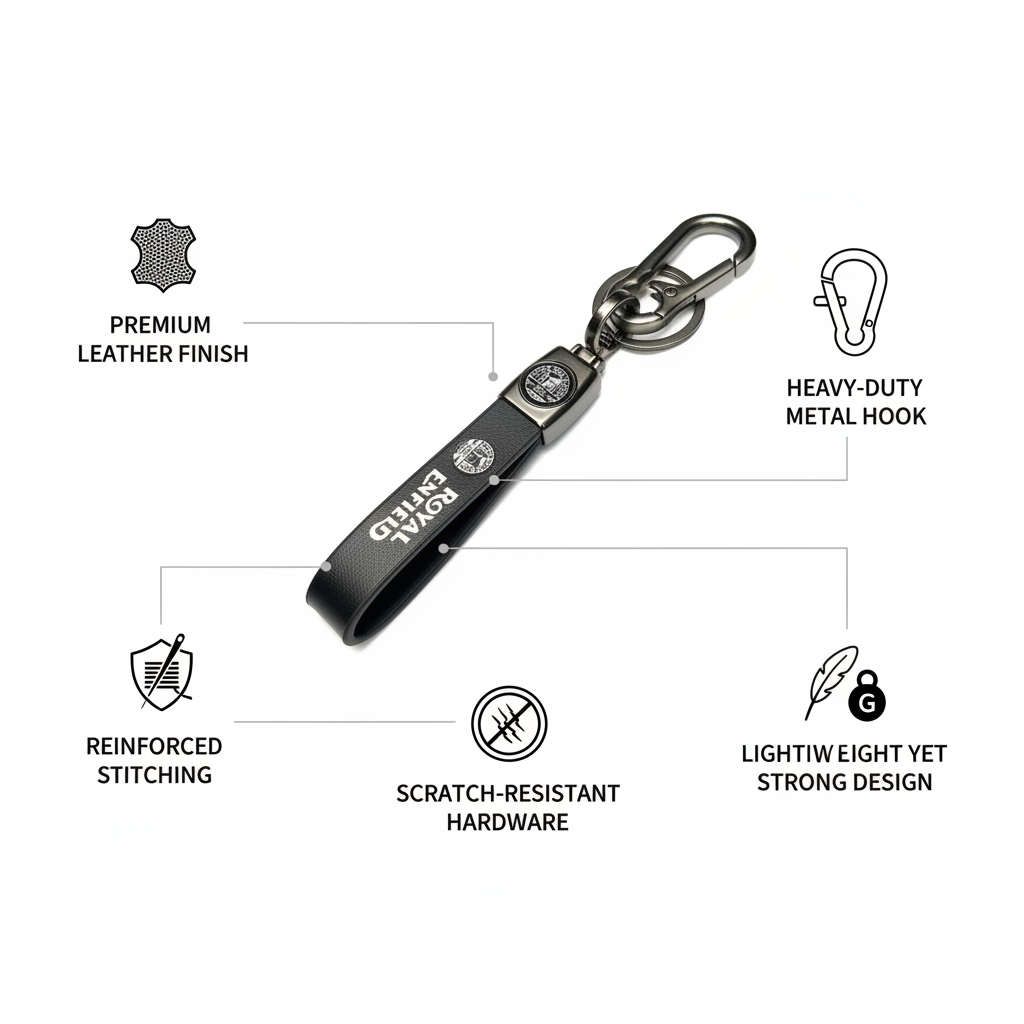 PREMIUM
LEATHER FINISH
HEAVY-DUTY
METAL HOOK
ROYAL
ENFIELD
REINFORCED
STITCHING
SCRATCH-RESISTANT
HARDWARE
G
LIGHTIW EIGHT YET
STRONG DESIGN